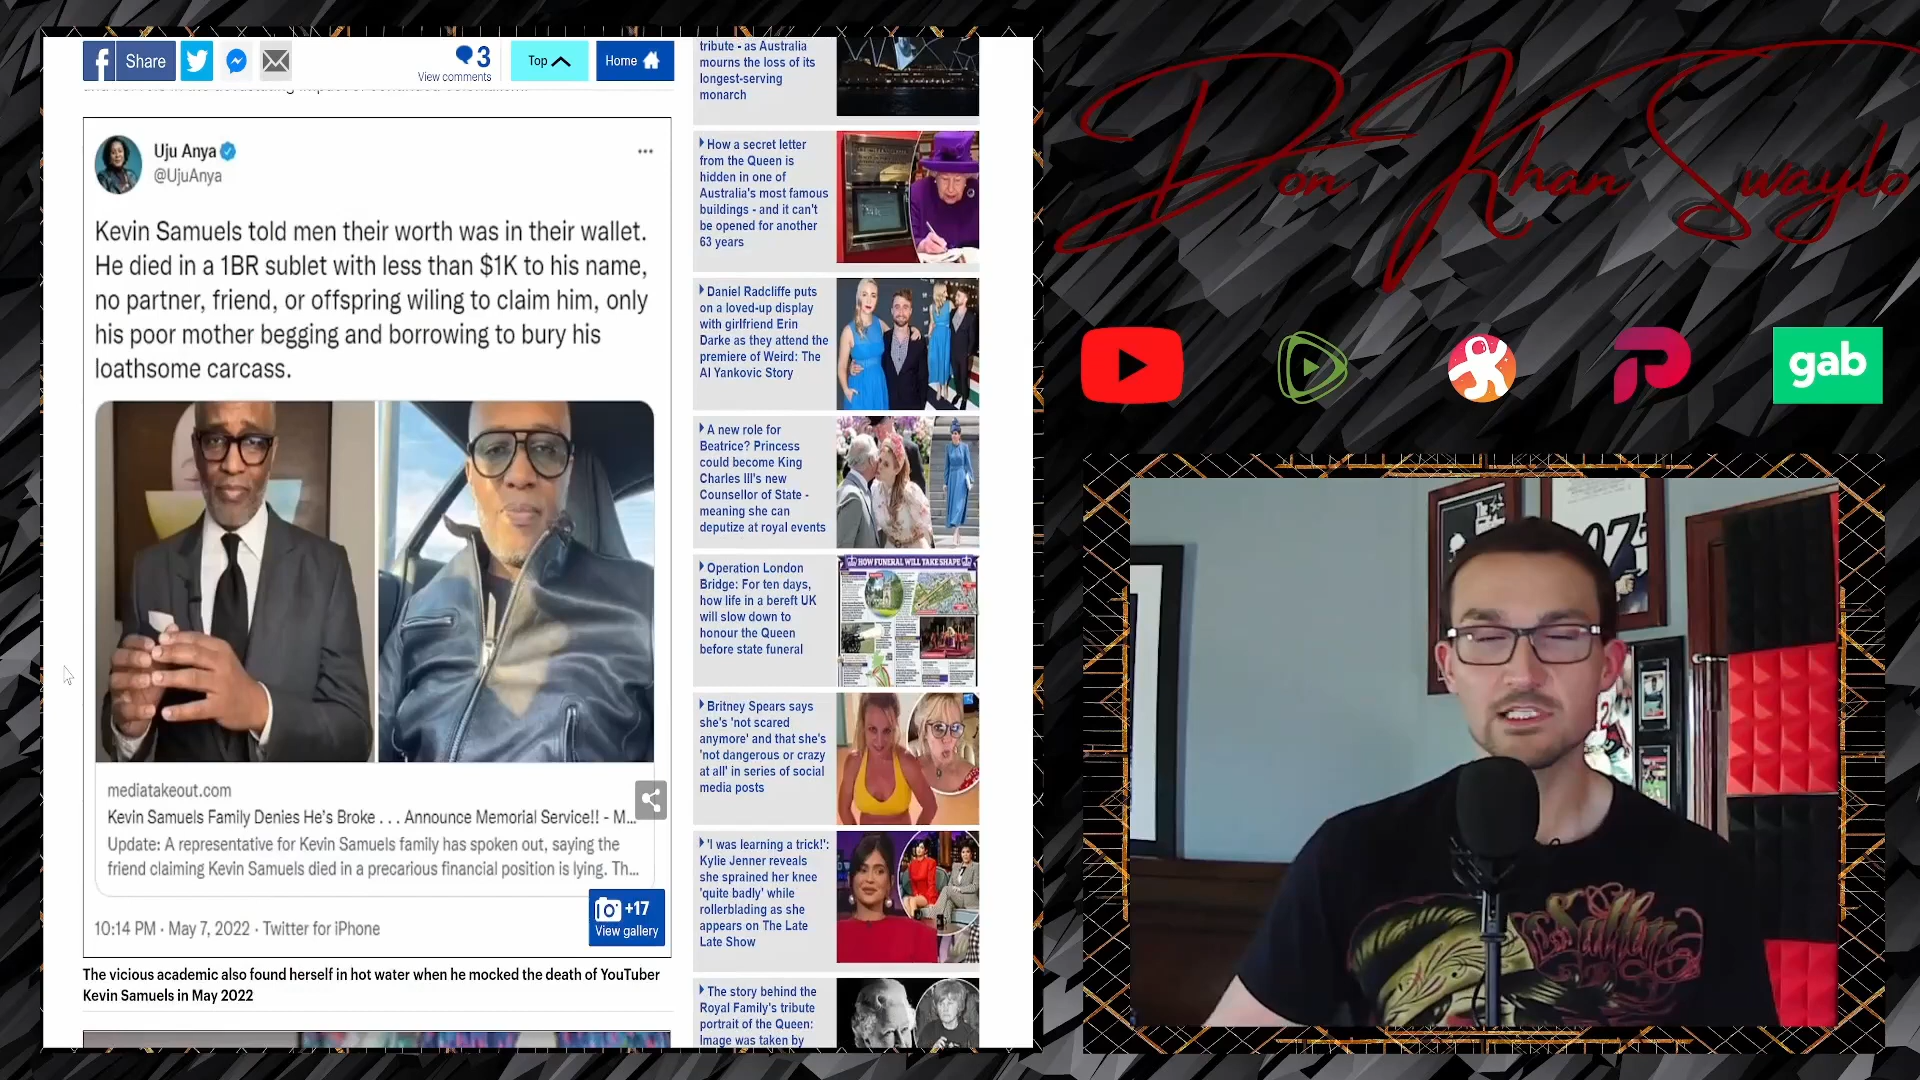 Share
3
View comments
Top
Home
Uju Anya
@UjuAnya
Kevin Samuels told men their worth was in their wallet.
He died in a 1BR sublet with less than $1K to his name,
no partner, friend, or offspring wiling to claim him, only
his poor mother begging and borrowing to bury his
loathsome carcass.
mediatakeout.com
Kevin Samuels Family Denies He's Broke . . . Announce Memorial Service!! - M...
Update: A representative for Kevin Samuels family has spoken out, saying the
friend claiming Kevin Samuels died in a precarious financial position is lying. Th...
+17
View gallery
10:14 PM · May 7, 2022 · Twitter for iPhone
The vicious academic also found herself in hot water when he mocked the death of YouTuber
Kevin Samuels in May 2022
tribute - as Australia
mourns the loss of its
longest-serving
monarch
How a secret letter
from the Queen is
hidden in one of
Australia's most famous
buildings - and it can't
be opened for another
63 years
Daniel Radcliffe puts
on a loved-up display
with girlfriend Erin
Darke as they attend the
premiere of Weird: The
Al Yankovic Story
A new role for
Beatrice? Princess
could become King
Charles III's new
Counsellor of State -
meaning she can
deputize at royal events
Operation London
Bridge: For ten days,
how life in a bereft UK
will slow down to
honour the Queen
before state funeral
HOW FUNERAL WILL TAKE SHAPE
Britney Spears says
she's 'not scared
anymore' and that she's
'not dangerous or crazy
at all' in series of social
media posts
'I was learning a trick!':
Kylie Jenner reveals
she sprained her knee
'quite badly' while
rollerblading as she
appears on The Late
Late Show
The story behind the
Royal Family's tribute
portrait of the Queen:
Image was taken by
Don Khan Swaylo
gab